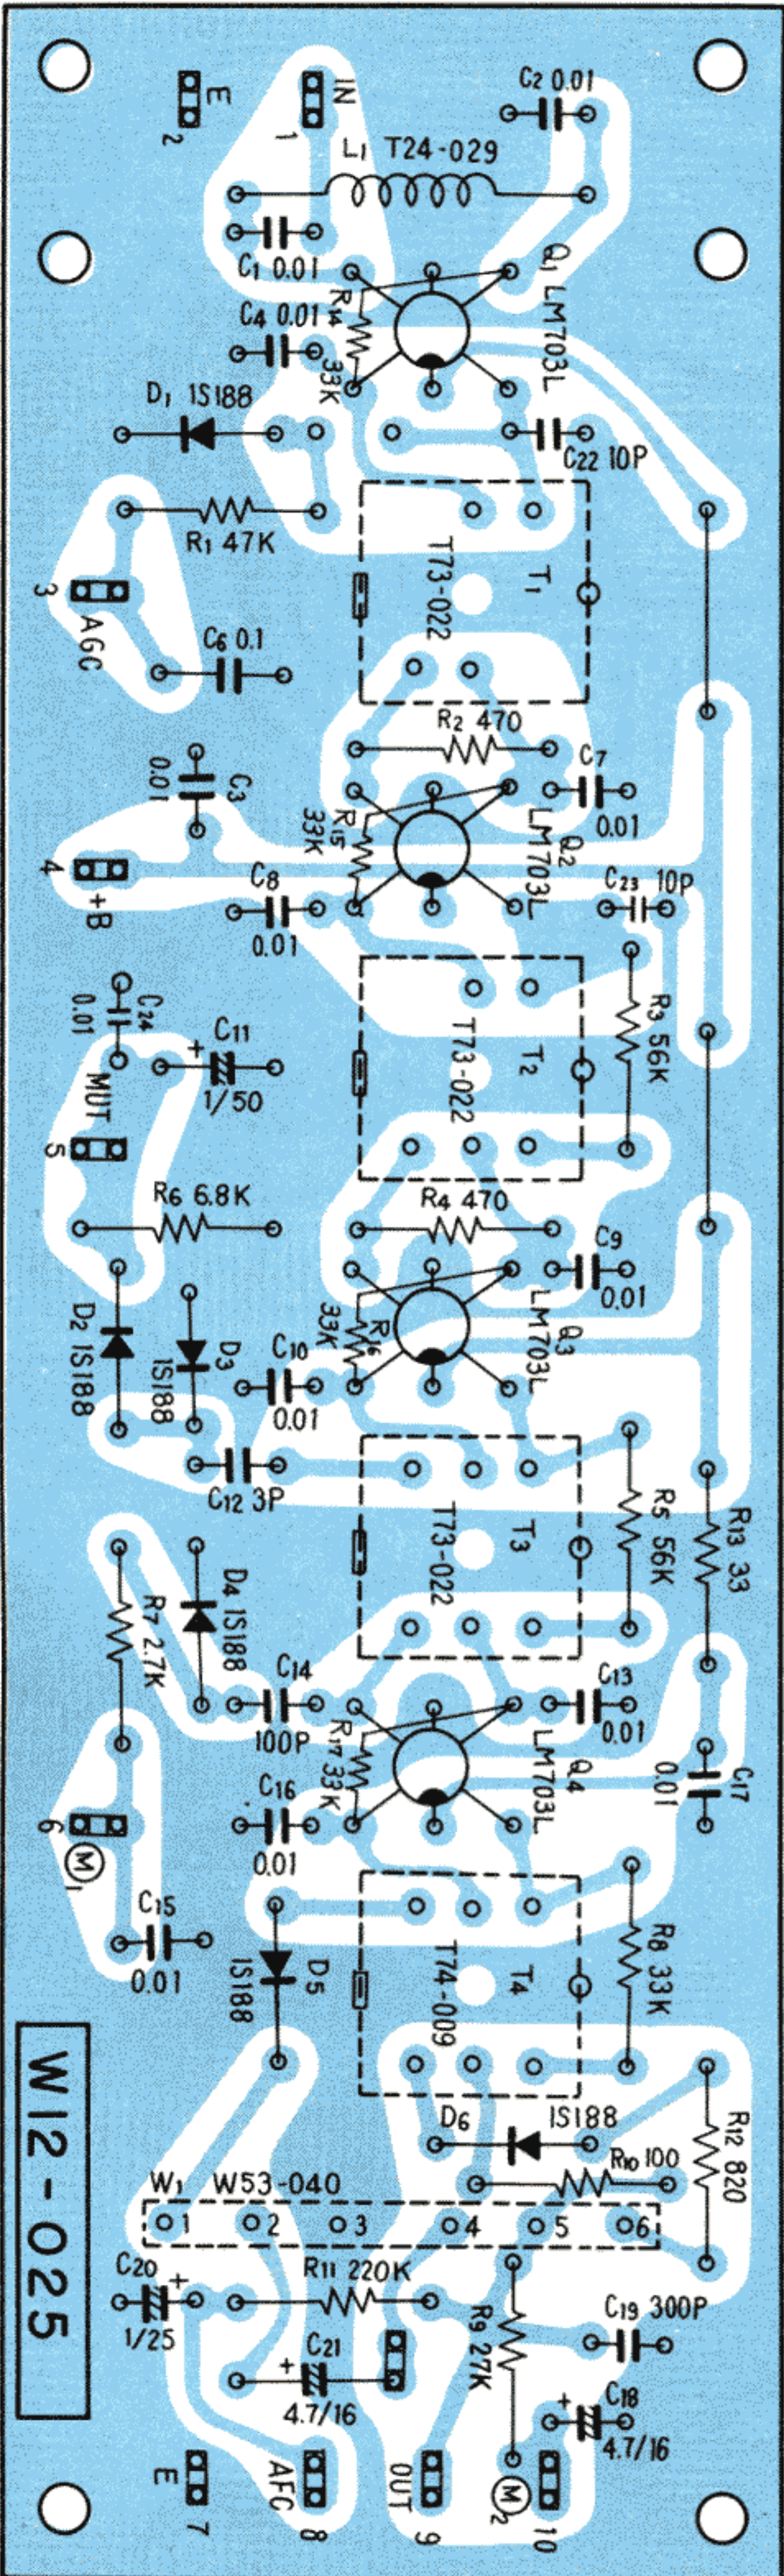 C2 0.01
E
2
IN
1
L1 T24-029
C1 0.01
Q1 LM703L
C4 0.01
R14
33K
D1 1S188
C22 10P
R1 47K
T1
T73-022
3
AGC
C6 0.1
R2 470
C3
0.01
C7
0.01
R15
33K
Q2
LM703L
4
+B
C8
0.01
C23 10P
C24
0.01
C11
+
1/50
T2
T73-022
R3 56K
MUT
5
R6 6.8K
R4 470
C9
0.01
D2 1S188
D3
1S188
R16
33K
Q3
LM703L
C10
0.01
C12 3P
T3
T73-022
R5 56K
R13 33
R7 2.7K
D4 1S188
C14
100P
C13
0.01
R17 33K
Q4
LM703L
C17
0.01
C16
0.01
6
M1
C15
0.01
D5
1S188
T4
T74-009
R8 33K
D6
1S188
R10 100
R12 820
W1 W53-040
1 2 3 4 5 6
C20
+
1/25
R11 220K
R9 27K
C19 300P
C21
+
4.7/16
C18
+
4.7/16
E
7
AFC
8
OUT
9
M2
10
W12-025